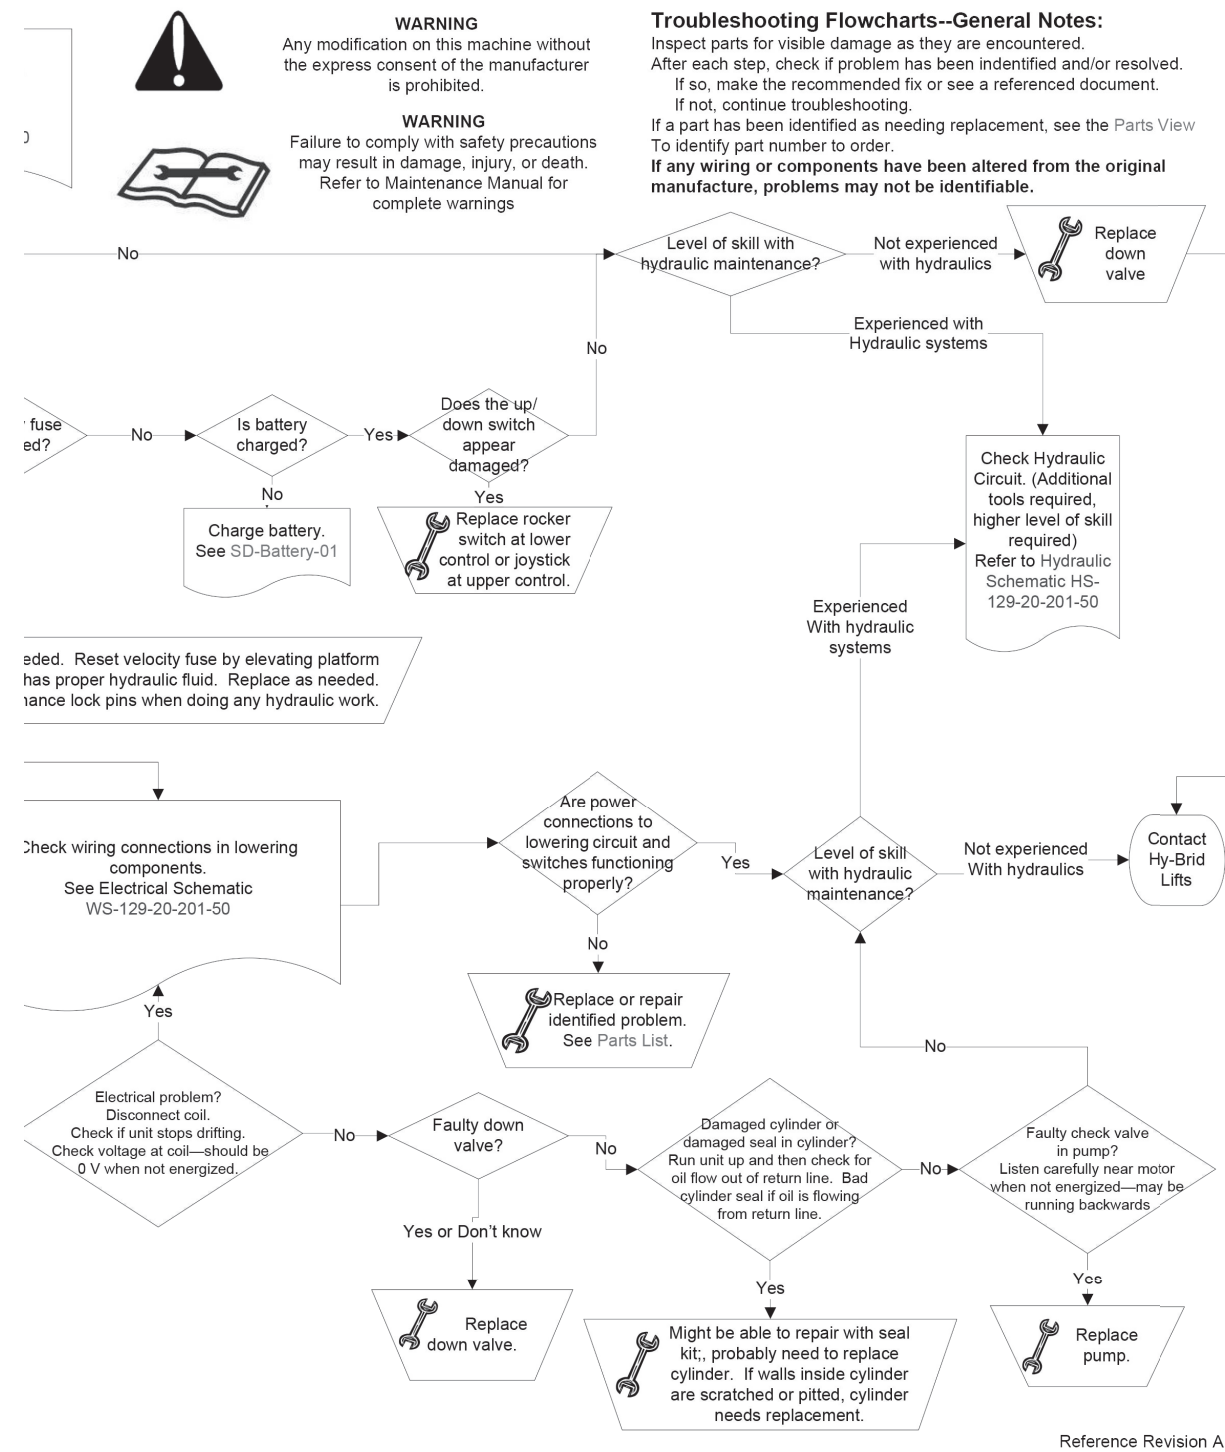 WARNING
Any modification on this machine without
the express consent of the manufacturer
is prohibited.
WARNING
Failure to comply with safety precautions
may result in damage, injury, or death.
Refer to Maintenance Manual for
complete warnings
Troubleshooting Flowcharts--General Notes:
Inspect parts for visible damage as they are encountered.
After each step, check if problem has been indentified and/or resolved.
If so, make the recommended fix or see a referenced document.
If not, continue troubleshooting.
If a part has been identified as needing replacement, see the Parts View
To identify part number to order.
If any wiring or components have been altered from the original
manufacture, problems may not be identifiable.
No
Level of skill with
hydraulic maintenance?
Not experienced
with hydraulics
Replace
down
valve
Experienced with
Hydraulic systems
No
fuse
ed?
No
Is battery
charged?
Yes
Does the up/
down switch
appear
damaged?
No
Charge battery.
See SD-Battery-01
Yes
Replace rocker
switch at lower
control or joystick
at upper control.
Check Hydraulic
Circuit. (Additional
tools required,
higher level of skill
required)
Refer to Hydraulic
Schematic HS-
129-20-201-50
Experienced
With hydraulic
systems
eded. Reset velocity fuse by elevating platform
has proper hydraulic fluid. Replace as needed.
nance lock pins when doing any hydraulic work.
Check wiring connections in lowering
components.
See Electrical Schematic
WS-129-20-201-50
Are power
connections to
lowering circuit and
switches functioning
properly?
Yes
Level of skill
with hydraulic
maintenance?
Not experienced
With hydraulics
Contact
Hy-Brid
Lifts
No
Replace or repair
identified problem.
See Parts List.
Yes
No
Electrical problem?
Disconnect coil.
Check if unit stops drifting.
Check voltage at coil—should be
0 V when not energized.
No
Faulty down
valve?
No
Damaged cylinder or
damaged seal in cylinder?
Run unit up and then check for
oil flow out of return line. Bad
cylinder seal if oil is flowing
from return line.
No
Faulty check valve
in pump?
Listen carefully near motor
when not energized—may be
running backwards
Yes or Don't know
Replace
down valve.
Yes
Might be able to repair with seal
kit;, probably need to replace
cylinder. If walls inside cylinder
are scratched or pitted, cylinder
needs replacement.
Yes
Replace
pump.
Reference Revision A